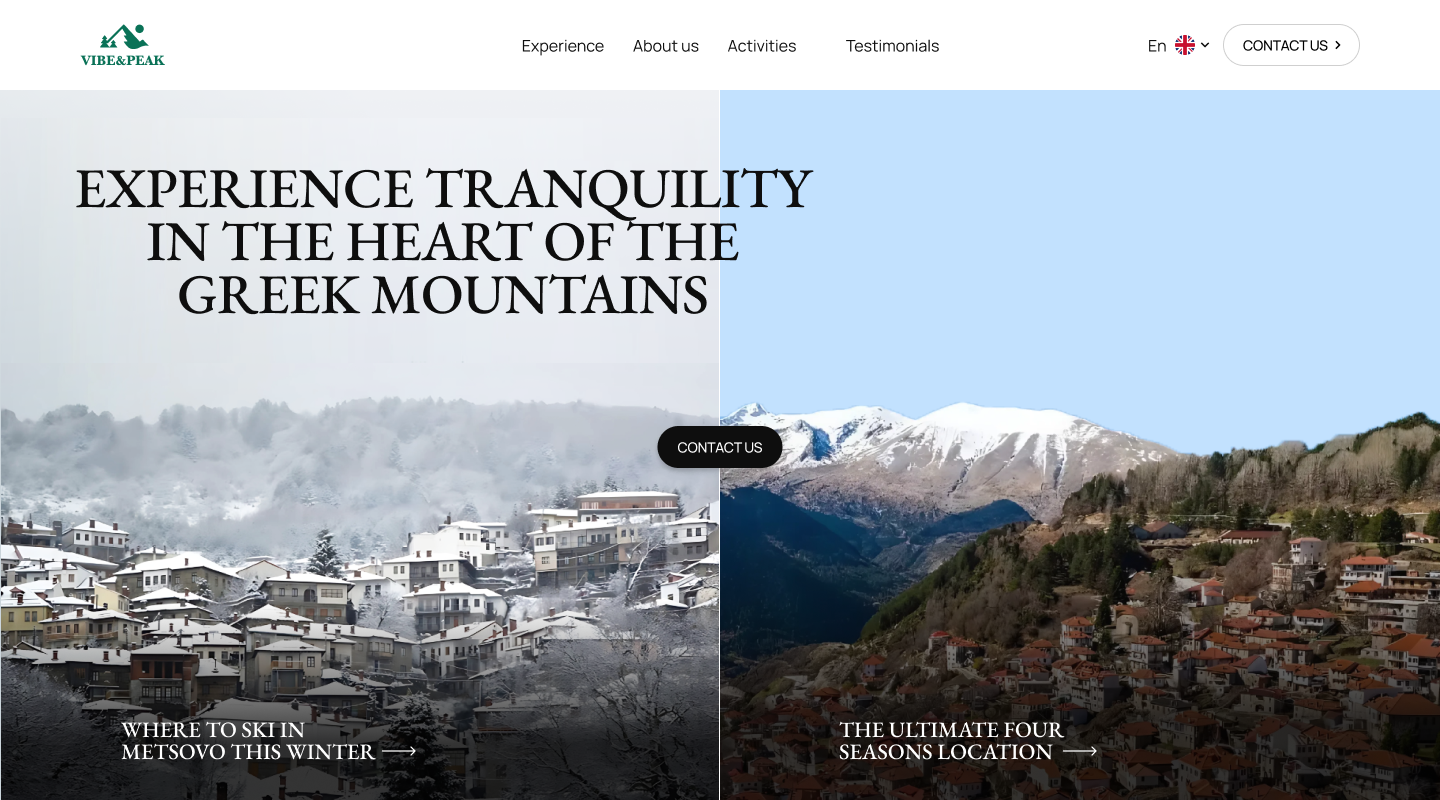 VIBE&PEAK
Experience
About us
Activities
Testimonials
En
CONTACT US
EXPERIENCE TRANQUILITY
IN THE HEART OF THE
GREEK MOUNTAINS
CONTACT US
WHERE TO SKI IN
METSOVO THIS WINTER
THE ULTIMATE FOUR
SEASONS LOCATION